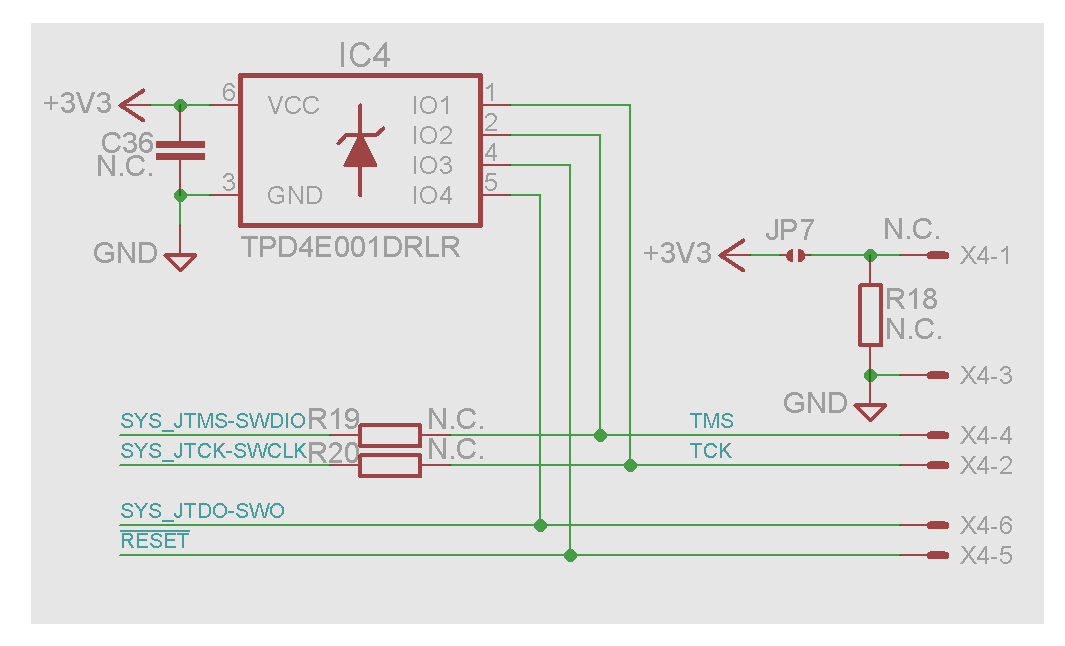 IC4
+3V3
6
VCC
IO1
1
IO2
2
C36
N.C.
IO3
4
3
GND
IO4
5
GND
TPD4E001DRLR
+3V3
JP7
N.C.
X4-1
R18
N.C.
X4-3
GND
SYS_JTMS-SWDIO
R19
N.C.
TMS
X4-4
SYS_JTCK-SWCLK
R20
N.C.
TCK
X4-2
SYS_JTDO-SWO
X4-6
RESET
X4-5